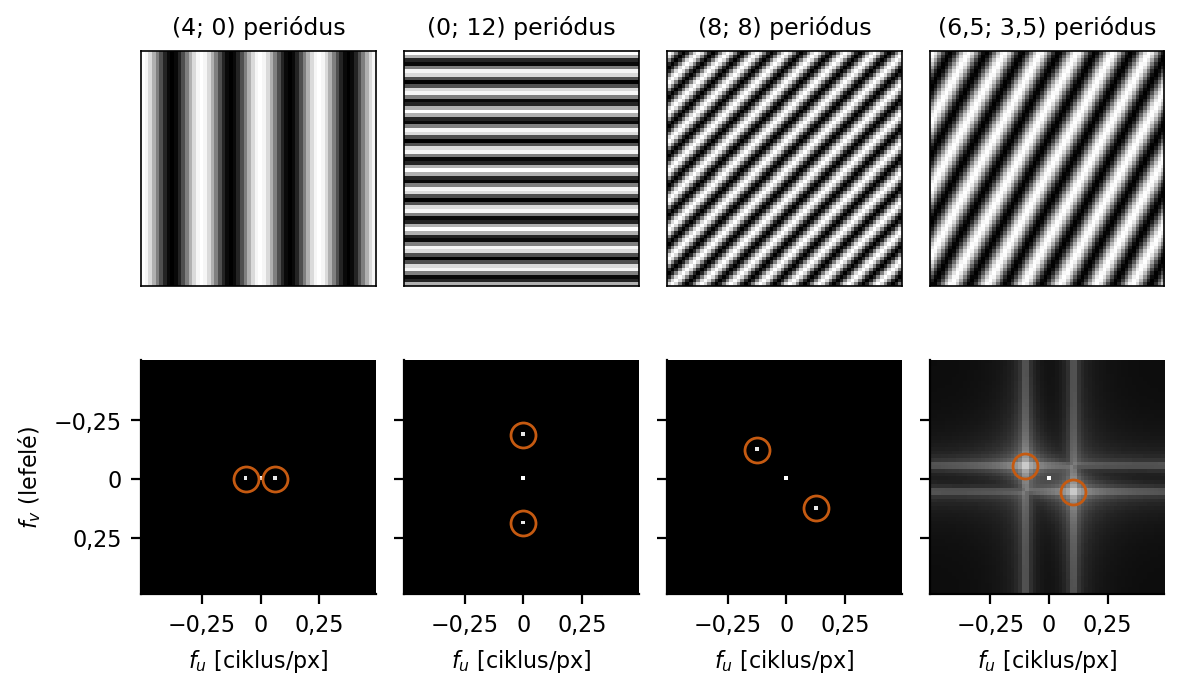 (4; 0) periódus
(0; 12) periódus
(8; 8) periódus
(6,5; 3,5) periódus
f_v (lefelé)
−0,25
0
0,25
−0,25 0 0,25
−0,25 0 0,25
−0,25 0 0,25
−0,25 0 0,25
f_u [ciklus/px]
f_u [ciklus/px]
f_u [ciklus/px]
f_u [ciklus/px]